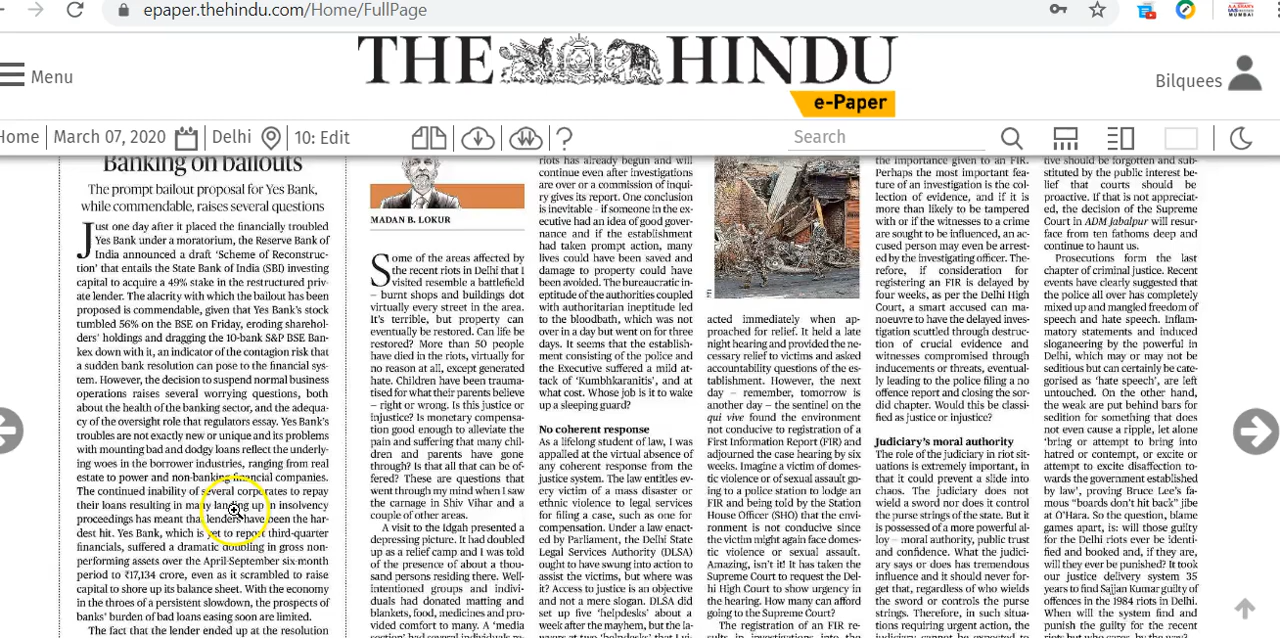 epaper.thehindu.com/Home/FullPage
Menu
THE HINDU
e-Paper
Bilquees
Home
March 07, 2020
Delhi
10: Edit
?
Search
Banking on bailouts
The prompt bailout proposal for Yes Bank,
while commendable, raises several questions
Just one day after it placed the financially troubled
Yes Bank under a moratorium, the Reserve Bank of
India announced a draft ‘Scheme of Reconstruc-
tion’ that entails the State Bank of India (SBI) investing
capital to acquire a 49% stake in the restructured priv-
ate lender. The alacrity with which the bailout has been
proposed is commendable, given that Yes Bank’s stock
tumbled 56% on the BSE on Friday, eroding sharehol-
ders’ holdings and dragging the 10-bank S&P BSE Ban-
kex down with it, an indicator of the contagion risk that
a sudden bank resolution can pose to the financial sys-
tem. However, the decision to suspend normal business
operations raises several worrying questions, both
about the health of the banking sector, and the adequa-
cy of the oversight role that regulators essay. Yes Bank’s
troubles are not exactly new or unique and its problems
with mounting bad and dodgy loans reflect the underly-
ing woes in the borrower industries, ranging from real
estate to power and non-banking financial companies.
The continued inability of several corporates to repay
their loans resulting in many landing up in insolvency
proceedings has meant that lenders have been the har-
dest hit. Yes Bank, which is yet to report third-quarter
financials, suffered a dramatic doubling in gross non-
performing assets over the April-September six-month
period to ₹17,134 crore, even as it scrambled to raise
capital to shore up its balance sheet. With the economy
in the throes of a persistent slowdown, the prospects of
banks’ burden of bad loans easing soon are limited.
The fact that the lender ended up at the resolution
MADAN B. LOKUR
Some of the areas affected by
the recent riots in Delhi that I
visited resemble a battlefield
– burnt shops and buildings dot
virtually every street in the area.
It’s terrible, but property can
eventually be restored. Can life be
restored? More than 50 people
have died in the riots, virtually for
no reason at all, except generated
hate. Children have been trauma-
tised for what their parents believe
– right or wrong. Is this justice or
injustice? Is monetary compensa-
tion good enough to alleviate the
pain and suffering that many chil-
dren and parents have gone
through? Is that all that can be of-
fered? These are questions that
went through my mind when I saw
the carnage in Shiv Vihar and a
couple of other areas.
A visit to the Idgah presented a
depressing picture. It had doubled
up as a relief camp and I was told
of the presence of about a thou-
sand persons residing there. Well-
intentioned groups and indivi-
duals had donated matting and
blankets, food, medicines and pro-
vided comfort to many. A ‘media
riots has already begun and will
continue even after investigations
are over or a commission of inqui-
ry gives its report. One conclusion
is inevitable – if someone in the ex-
ecutive had an idea of good gover-
nance and if the establishment
had taken prompt action, many
lives could have been saved and
damage to property could have
been avoided. The bureaucratic in-
eptitude of the authorities coupled
with authoritarian ineptitude led
to the bloodbath, which was not
over in a day but went on for three
days. It seems that the establish-
ment consisting of the police and
the Executive suffered a mild at-
tack of ‘Kumbhkaranitis’, and at
what cost. Whose job is it to wake
up a sleeping guard?
No coherent response
As a lifelong student of law, I was
appalled at the virtual absence of
any coherent response from the
justice system. The law entitles ev-
ery victim of a mass disaster or
ethnic violence to legal services
for filing a case, such as one for
compensation. Under a law enact-
ed by Parliament, the Delhi State
Legal Services Authority (DLSA)
ought to have swung into action to
assist the victims, but where was
it? Access to justice is an objective
and not a mere slogan. DLSA did
set up five ‘helpdesks’ about a
week after the mayhem, but the la-
acted immediately when ap-
proached for relief. It held a late
night hearing and provided the ne-
cessary relief to victims and asked
accountability questions of the es-
tablishment. However, the next
day – remember, tomorrow is
another day – the sentinel on the
qui vive found the environment
not conducive to registration of a
First Information Report (FIR) and
adjourned the hearing by six
weeks. Imagine a victim of domes-
tic violence or of sexual assault go-
ing to a police station to lodge an
FIR and being told by the Station
House Officer (SHO) that the envi-
ronment is not conducive since
the victim might again face domes-
tic violence or sexual assault.
Amazing, isn’t it! It has taken the
Supreme Court to request the Del-
hi High Court to show urgency in
the hearing. How many can afford
going to the Supreme Court?
The registration of an FIR
the importance given to an FIR.
Perhaps the most important fea-
ture of an investigation is the col-
lection of evidence, and if it is
more than likely to be tampered
with or if the witnesses to a crime
are sought to be influenced, an ac-
cused person may even be arrest-
ed by the investigating officer. The-
refore, if consideration for
registering an FIR is delayed by
four weeks, as per the Delhi High
Court, a smart accused can ma-
noeuvre to have the delayed inves-
tigation scuttled through destruc-
tion of crucial evidence and
witnesses compromised through
inducements or threats, eventual-
ly leading to the police filing a no
offence report and closing the sor-
did chapter. Would this be classi-
fied as justice or injustice?
Judiciary’s moral authority
The role of the judiciary in riot sit-
uations is extremely important, in
that it could prevent a slide into
chaos. The judiciary does not
wield a sword nor does it control
the purse strings of the state. But it
is possessed of a more powerful al-
loy – moral authority, public trust
and confidence. What the judici-
ary says or does has tremendous
influence and it should never for-
get that, regardless of who wields
the sword or controls the purse
strings. Therefore, in such situa-
tions requiring urgent action, the
judiciary cannot be expected to
tive should be forgotten and sub-
stituted by the public interest be-
lief that courts should be
proactive. If that is not appreciat-
ed, the decision of the Supreme
Court in ADM Jabalpur will resur-
face from ten fathoms deep and
continue to haunt us.
Prosecutions form the last
chapter of criminal justice. Recent
events have clearly suggested that
the police all over has completely
mixed up and mangled freedom of
speech and hate speech. Inflam-
matory statements and induced
sloganeering by the powerful in
Delhi, which may or may not be
seditious but can certainly be cat-
egorised as ‘hate speech’, are left
untouched. On the other hand,
the weak are put behind bars for
sedition for something that does
not even cause a ripple, let alone
‘bring or attempt to bring into
hatred or contempt, or excite or
attempt to excite disaffection to-
wards the government established
by law’, proving Bruce Lee’s fa-
mous “boards don’t hit back” jibe
at O’Hara. So the question, blame
games apart, is: will those guilty
for the Delhi riots ever be identi-
fied and booked and, if they are,
will they ever be punished? It took
our justice delivery system 35
years to find Sajjan Kumar guilty of
offences in the 1984 riots in Delhi.
When will the system find and
punish the guilty for the recent